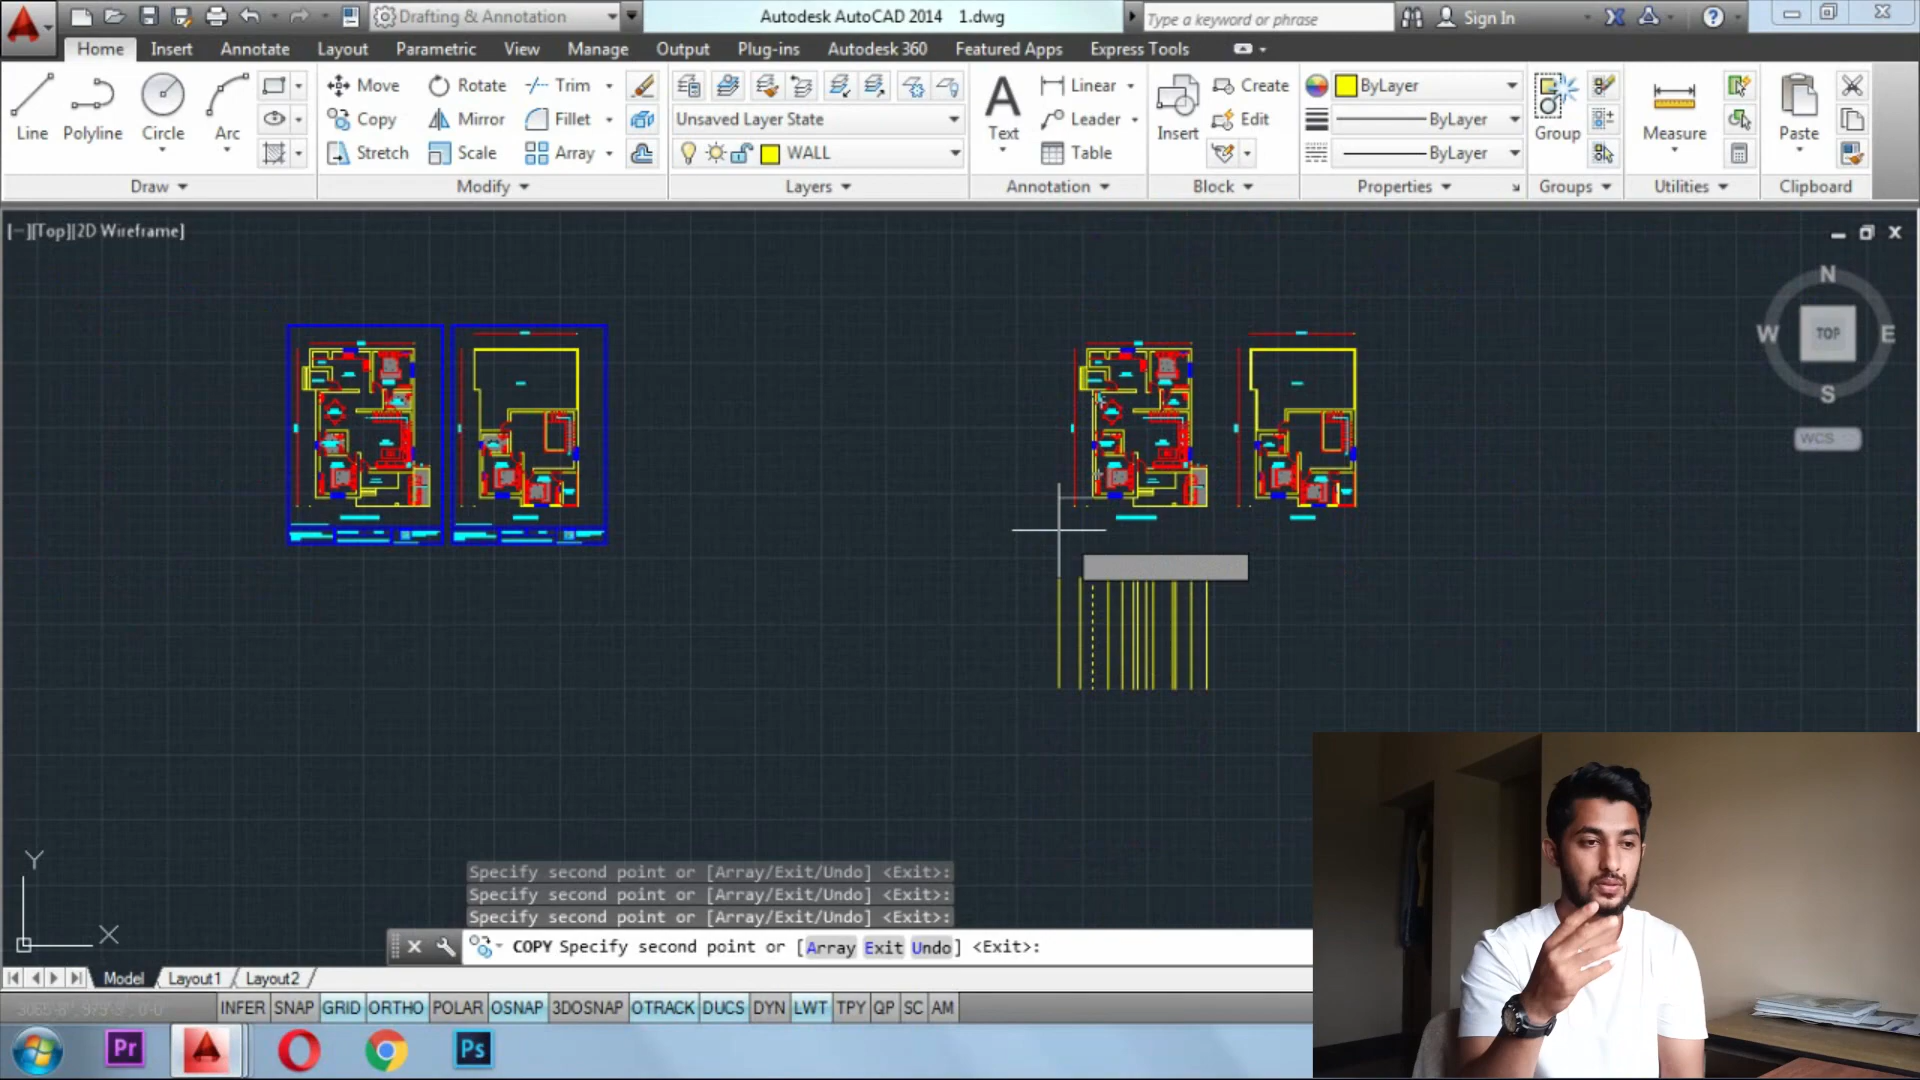 Drafting & Annotation
Autodesk AutoCAD 2014 1.dwg
Type a keyword or phrase
Sign In
Home Insert Annotate Layout Parametric View Manage Output Plug-ins Autodesk 360 Featured Apps Express Tools
Move Rotate Trim
Linear
Create
ByLayer
Line Polyline Circle Arc
Copy Mirror Fillet
Unsaved Layer State
Text
Leader
Insert
Edit
ByLayer
Group
Measure
Paste
Stretch Scale Array
WALL
Table
ByLayer
Draw Modify Layers Annotation Block Properties Groups Utilities Clipboard
[−][Top][2D Wireframe]
N
W TOP E
S
WCS
Y
X
Specify second point or [Array/Exit/Undo] <Exit>:
Specify second point or [Array/Exit/Undo] <Exit>:
Specify second point or [Array/Exit/Undo] <Exit>:
COPY Specify second point or [Array Exit Undo] <Exit>:
Model Layout1 Layout2
INFER SNAP GRID ORTHO POLAR OSNAP 3DOSNAP OTRACK DUCS DYN LWT TPY QP SC AM
Pr
Ps